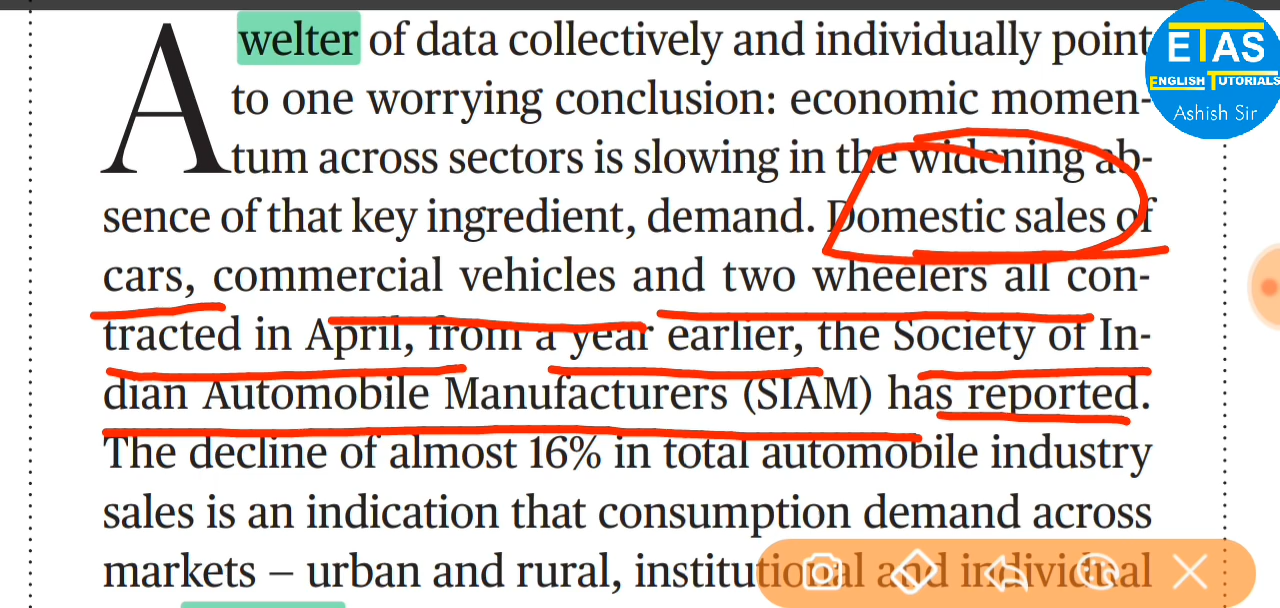 A welter of data collectively and individually point
to one worrying conclusion: economic momen-
tum across sectors is slowing in the widening ab-
sence of that key ingredient, demand. Domestic sales of
cars, commercial vehicles and two wheelers all con-
tracted in April, from a year earlier, the Society of In-
dian Automobile Manufacturers (SIAM) has reported.
The decline of almost 16% in total automobile industry
sales is an indication that consumption demand across
markets – urban and rural, institutional and individual
ETAS
ENGLISH TUTORIALS
Ashish Sir